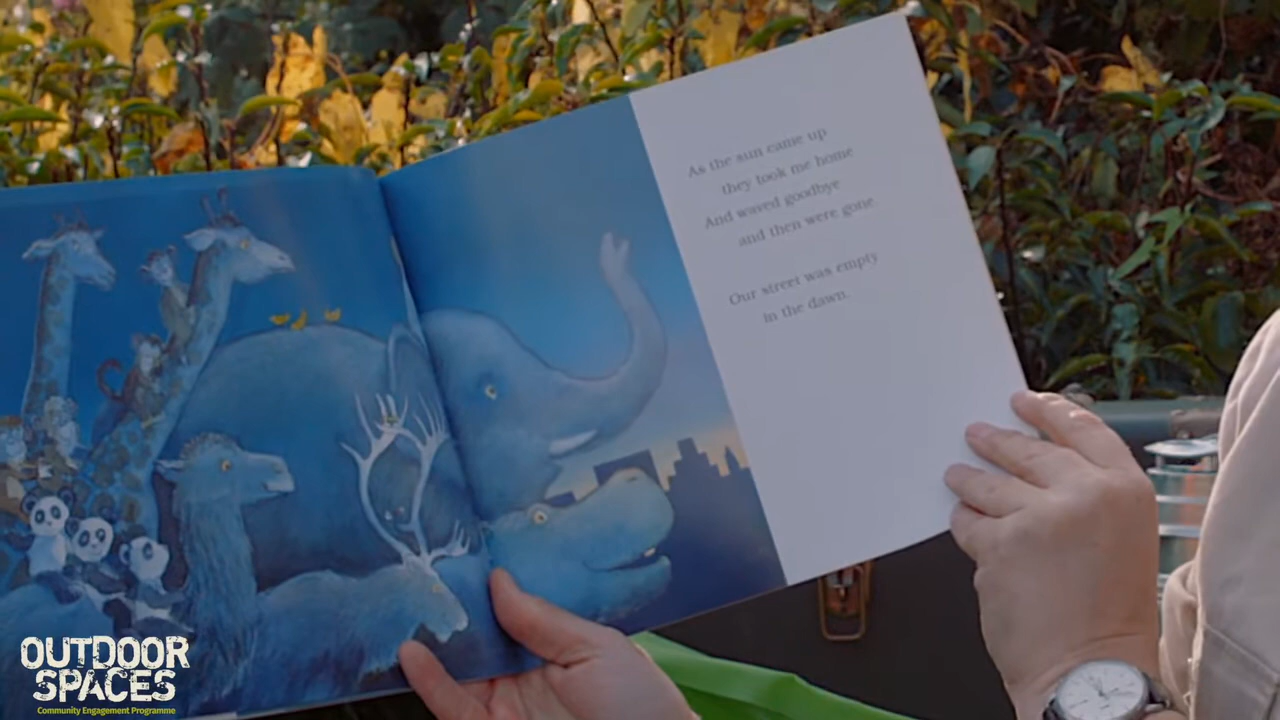 As the sun came up
they took me home
And waved goodbye
and then were gone.
Our street was empty
in the dawn.
OUTDOOR
SPACES
Community Engagement Programme